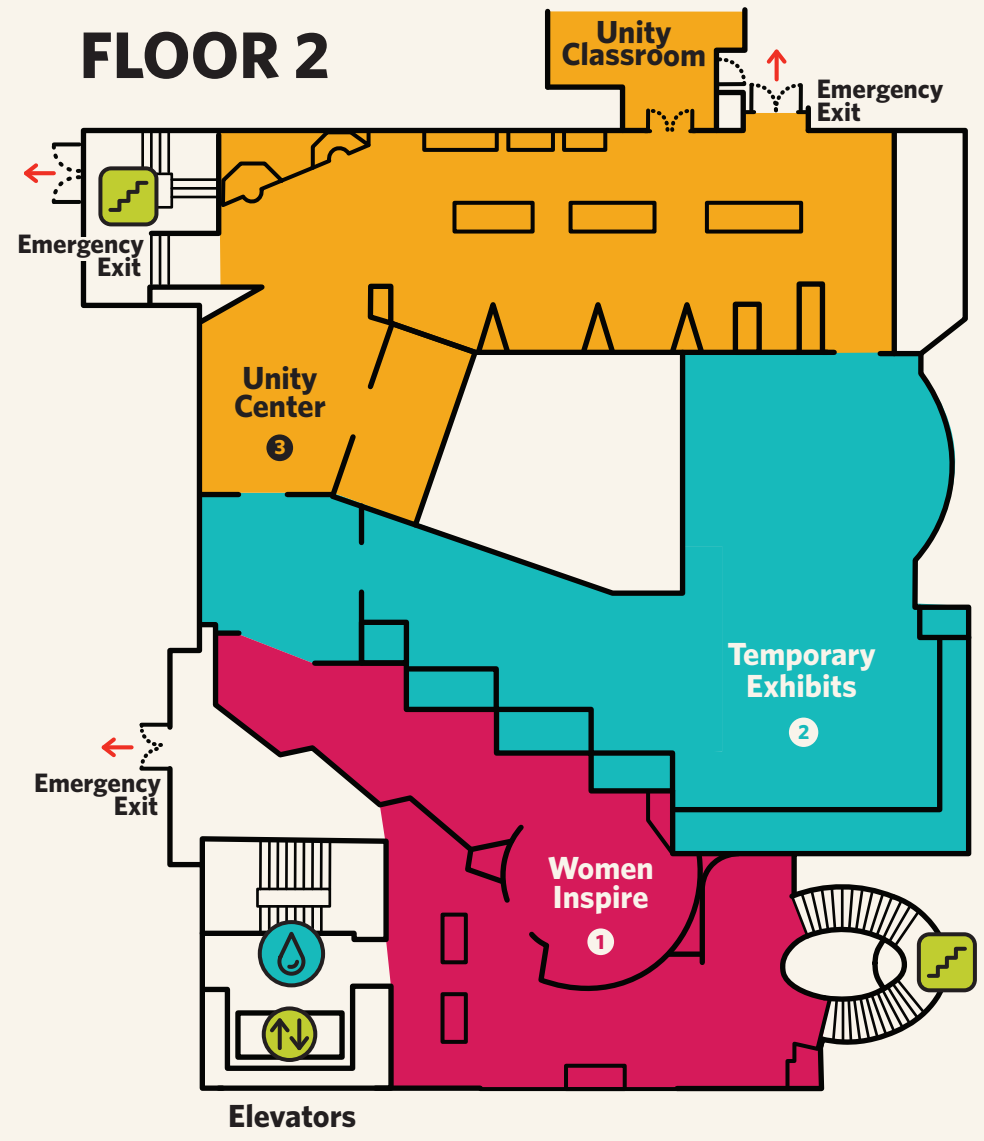 FLOOR 2
Unity
Classroom
Emergency
Exit
Emergency
Exit
Unity
Center
3
Temporary
Exhibits
2
Emergency
Exit
Women
Inspire
1
Elevators